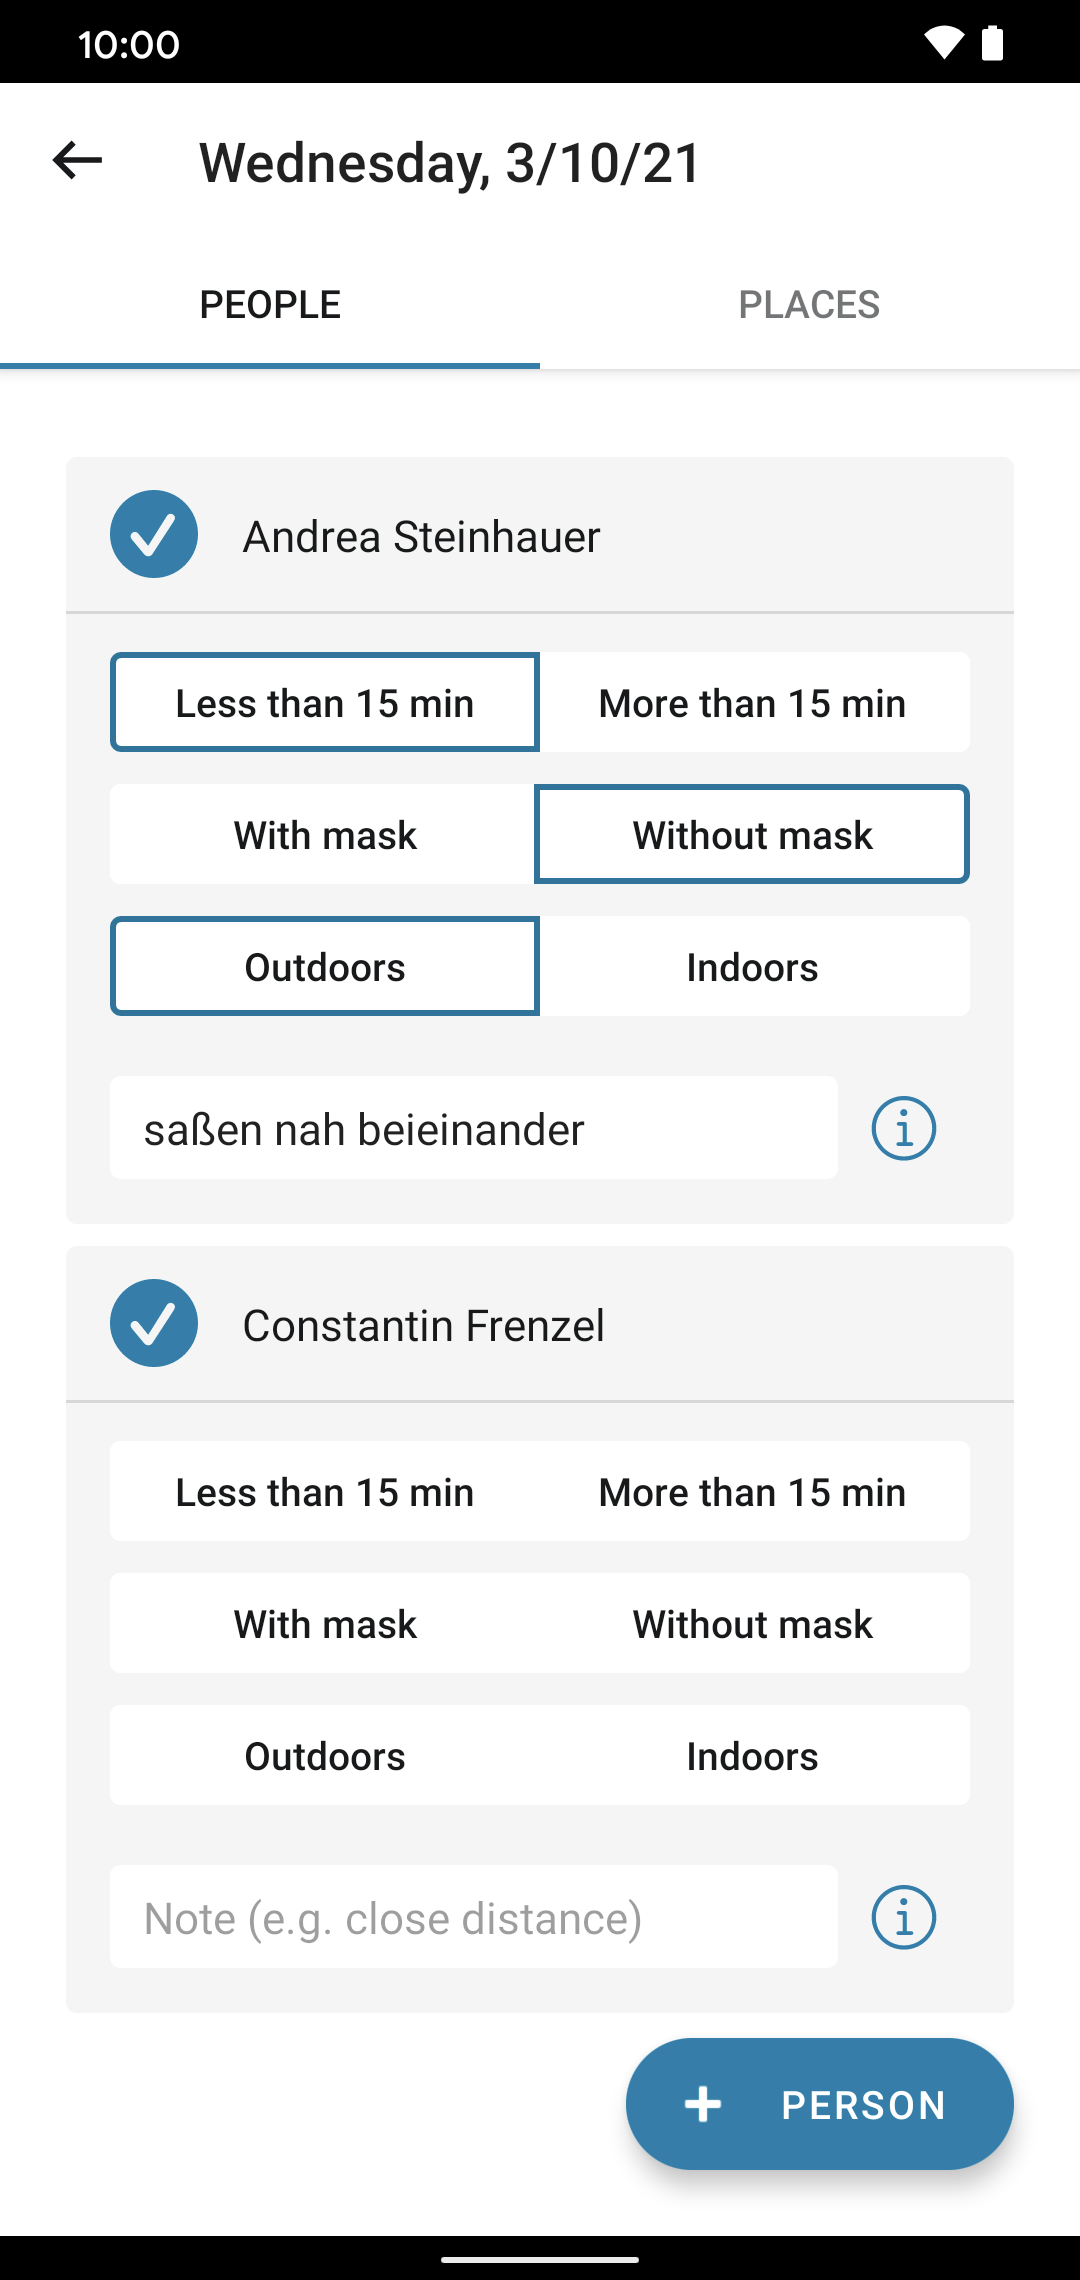 10:00
Wednesday, 3/10/21
PEOPLE
PLACES
Andrea Steinhauer
Less than 15 min
More than 15 min
With mask
Without mask
Outdoors
Indoors
saßen nah beieinander
Constantin Frenzel
Less than 15 min
More than 15 min
With mask
Without mask
Outdoors
Indoors
Note (e.g. close distance)
PERSON